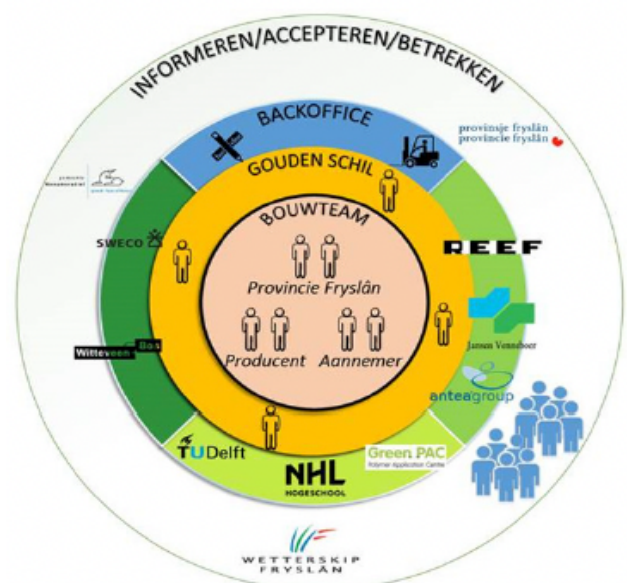 INFORMEREN/ACCEPTEREN/BETREKKEN
BACKOFFICE
provinsje fryslân
provincie fryslân
GOUDEN SCHIL
BOUWTEAM
SWECO
REEF
Provincie Fryslân
Jansen Venneboer
Witteveen
Bos
Producent
Aannemer
anteagroup
TU Delft
Green PAC
Polymer Application Centre
NHL
HOGESCHOOL
WETTERSKIP
FRYSLÂN